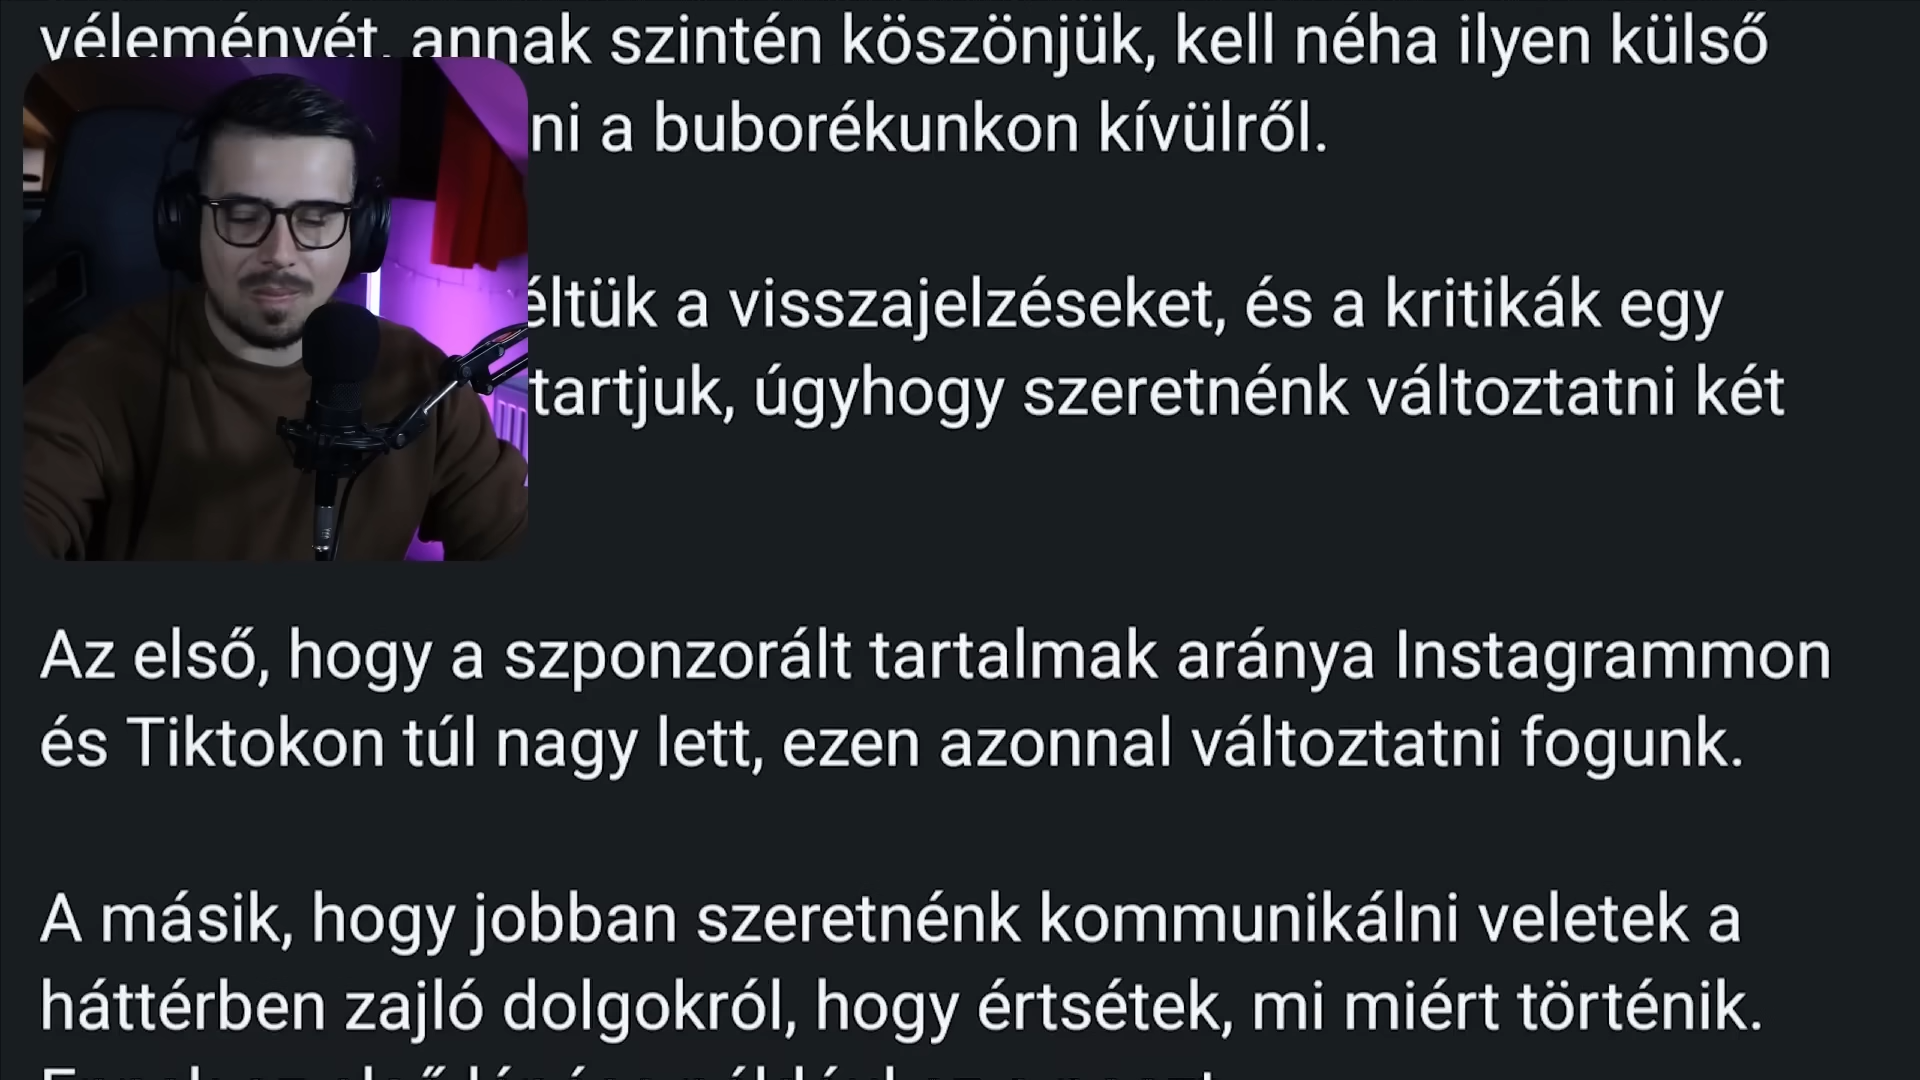 véleményét, annak szintén köszönjük, kell néha ilyen külső
ni a buborékunkon kívülről.
éltük a visszajelzéseket, és a kritikák egy
tartjuk, úgyhogy szeretnénk változtatni két
Az első, hogy a szponzorált tartalmak aránya Instagrammon
és Tiktokon túl nagy lett, ezen azonnal változtatni fogunk.
A másik, hogy jobban szeretnénk kommunikálni veletek a
háttérben zajló dolgokról, hogy értsétek, mi miért történik.